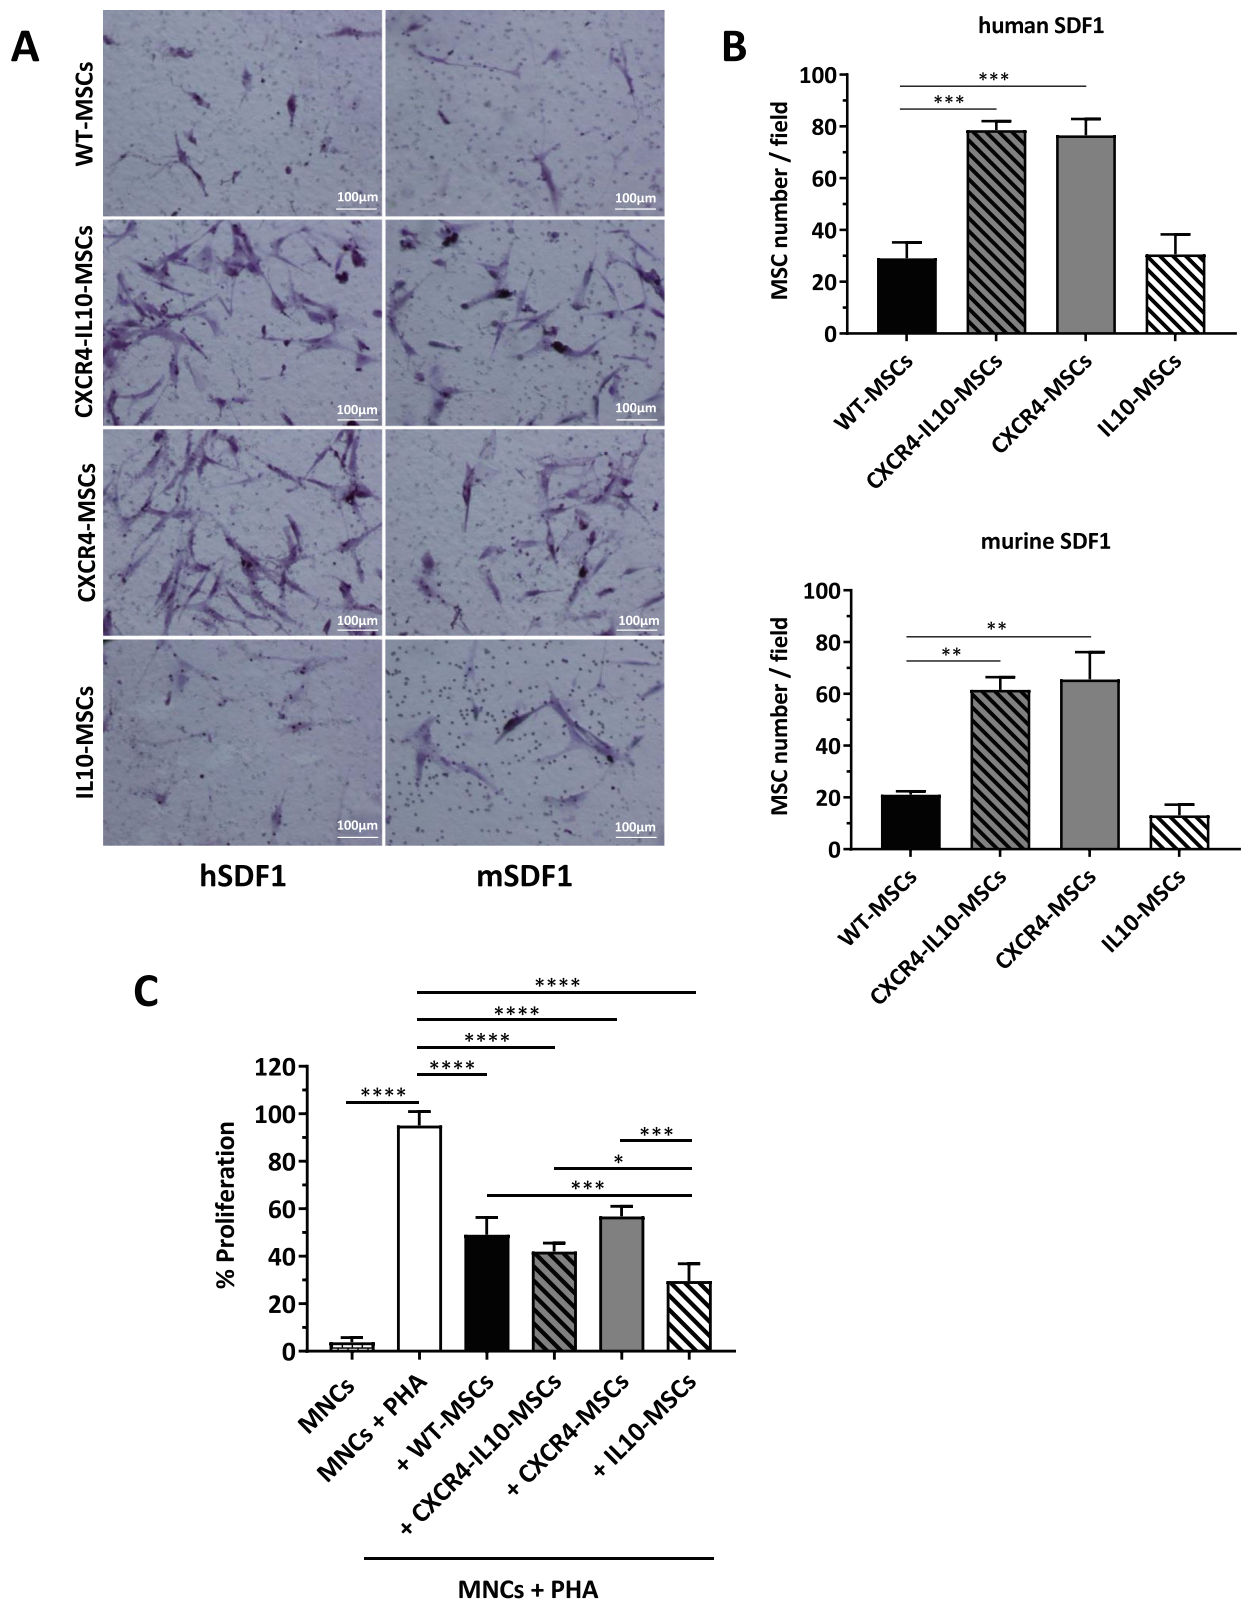 A
WT-MSCs
100µm
100µm
CXCR4-IL10-MSCs
100µm
100µm
CXCR4-MSCs
100µm
100µm
IL10-MSCs
100µm
100µm
hSDF1
mSDF1
B
human SDF1
MSC number / field
100
80
60
40
20
0
***
***
WT-MSCs
CXCR4-IL10-MSCs
CXCR4-MSCs
IL10-MSCs
murine SDF1
MSC number / field
100
80
60
40
20
0
**
**
WT-MSCs
CXCR4-IL10-MSCs
CXCR4-MSCs
IL10-MSCs
C
% Proliferation
120
100
80
60
40
20
0
****
****
****
****
****
***
*
***
MNCs
MNCs + PHA
+ WT-MSCs
+ CXCR4-IL10-MSCs
+ CXCR4-MSCs
+ IL10-MSCs
MNCs + PHA